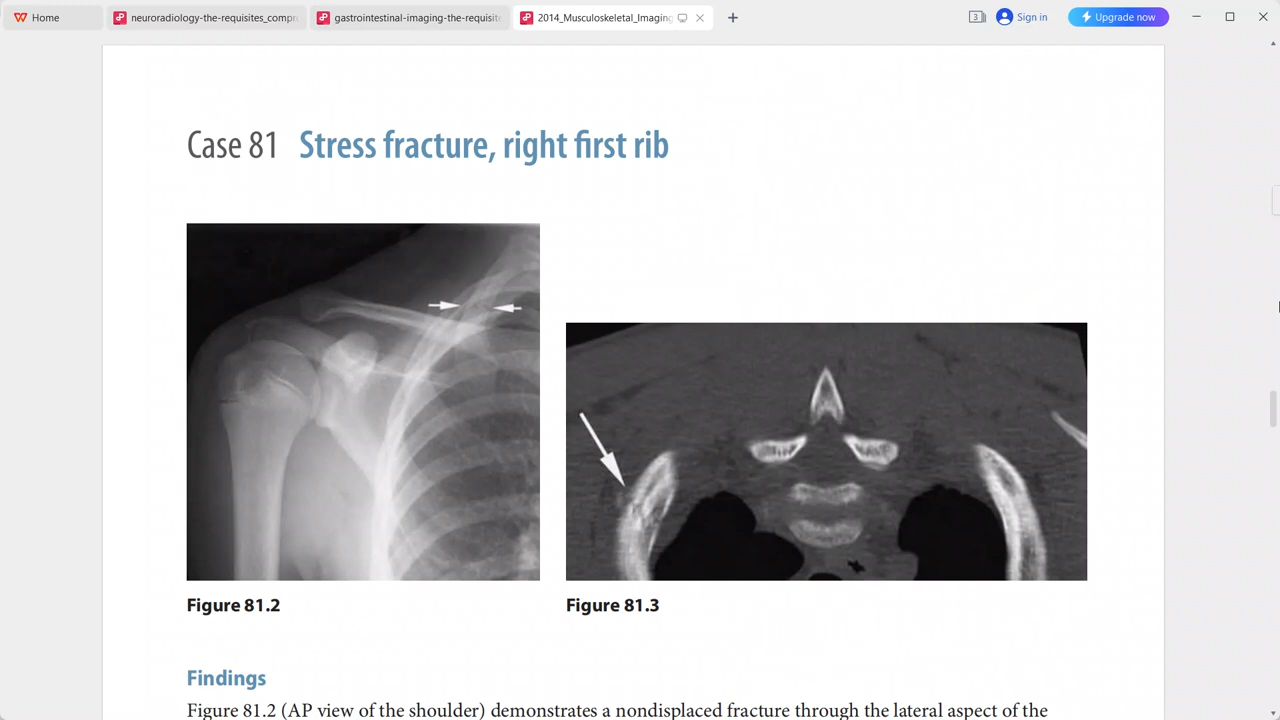 Home
neuroradiology-the-requisites_compr
gastrointestinal-imaging-the-requisit
2014_Musculoskeletal_Imaging
3
Sign in
Upgrade now
Case 81 Stress fracture, right first rib
Figure 81.2
Figure 81.3
Findings
Figure 81.2 (AP view of the shoulder) demonstrates a nondisplaced fracture through the lateral aspect of the